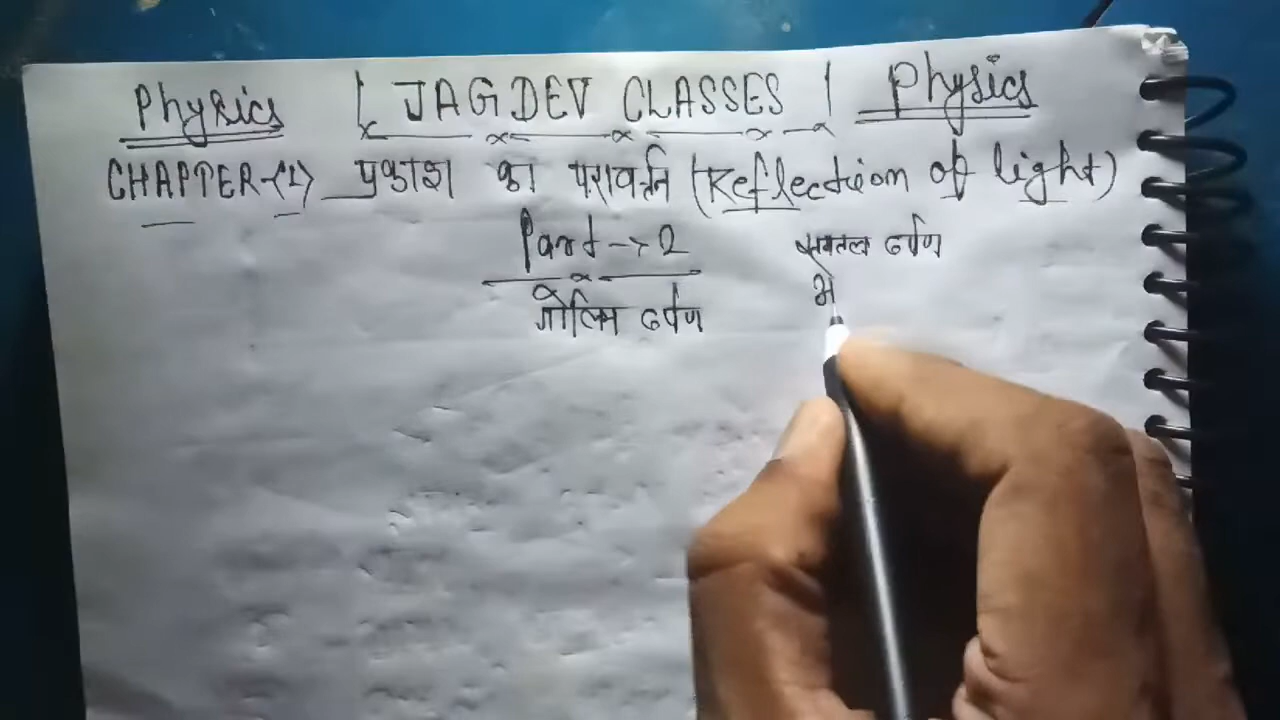 Physics [ JAGDEV CLASSES ] Physics
CHAPTER-(1) प्रकाश का परावर्तन (Reflection of light)
Part → 2
समतल दर्पण
गोलिय दर्पण